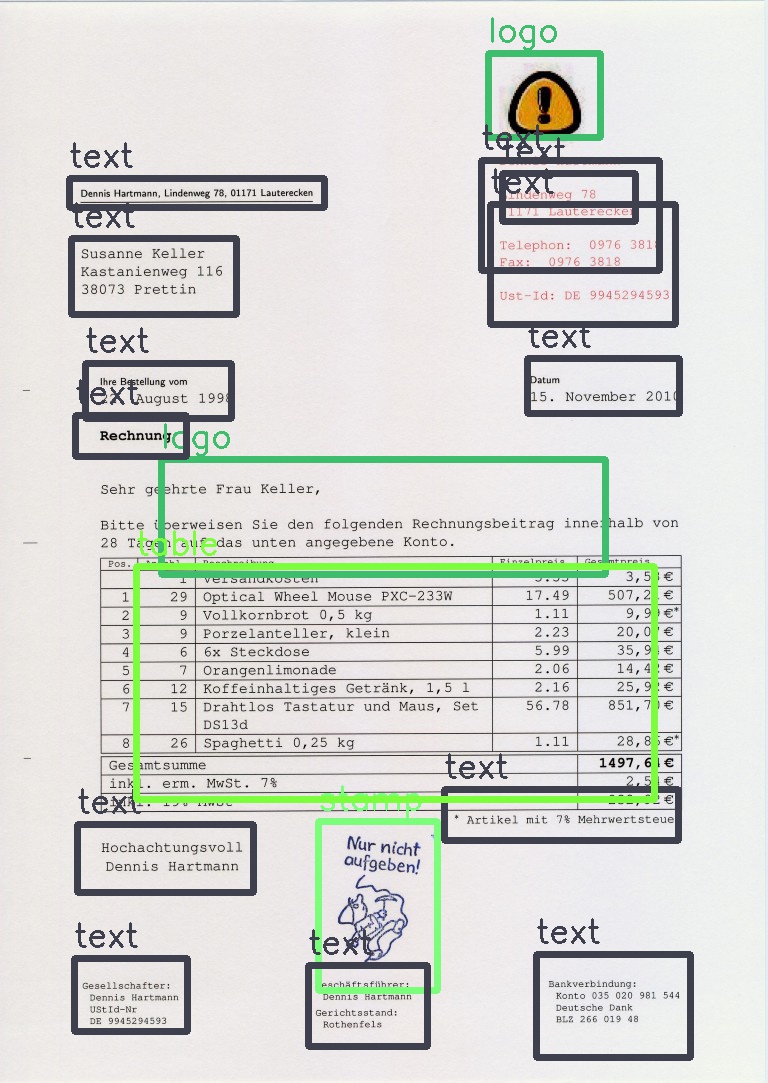 logo
text
text
text
text
Dennis Hartmann, Lindenweg 78, 01171 Lauterecken
Lindenweg 78
01171 Lauterecken
text
Susanne Keller
Kastanienweg 116
38073 Prettin
Telephon: 0976 3818
Fax: 0976 3818
Ust-Id: DE 9945294593
text
text
Ihre Bestellung vom
August 1998
Datum
15. November 2010
text
Rechnung
logo
Sehr geehrte Frau Keller,
Bitte überweisen Sie den folgenden Rechnungsbeitrag innerhalb von
28 Tagen auf das unten angegebene Konto.
table
Pos. Anzahl Beschreibung Einzelpreis Gesamtpreis
1 Versandkosten 3,5 €
1 29 Optical Wheel Mouse PXC-233W 17.49 507,21€
2 9 Vollkornbrot 0,5 kg 1.11 9,99€*
3 9 Porzelanteller, klein 2.23 20,07€
4 6 6x Steckdose 5.99 35,94€
5 7 Orangenlimonade 2.06 14,42€
6 12 Koffeinhaltiges Getränk, 1,5 l 2.16 25,92€
7 15 Drahtlos Tastatur und Maus, Set 56.78 851,70€
DS13d
8 26 Spaghetti 0,25 kg 1.11 28,86€*
Gesamtsumme 1497,64€
inkl. erm. MwSt. 7% 2,54€
inkl. 19% MwSt
text
* Artikel mit 7% Mehrwertsteue
text
stamp
Hochachtungsvoll
Dennis Hartmann
Nur nicht
aufgeben!
text
Gesellschafter:
Dennis Hartmann
UStId-Nr
DE 9945294593
text
Geschäftsführer:
Dennis Hartmann
Gerichtsstand:
Rothenfels
text
Bankverbindung:
Konto 035 020 981 544
Deutsche Dank
BLZ 266 019 48